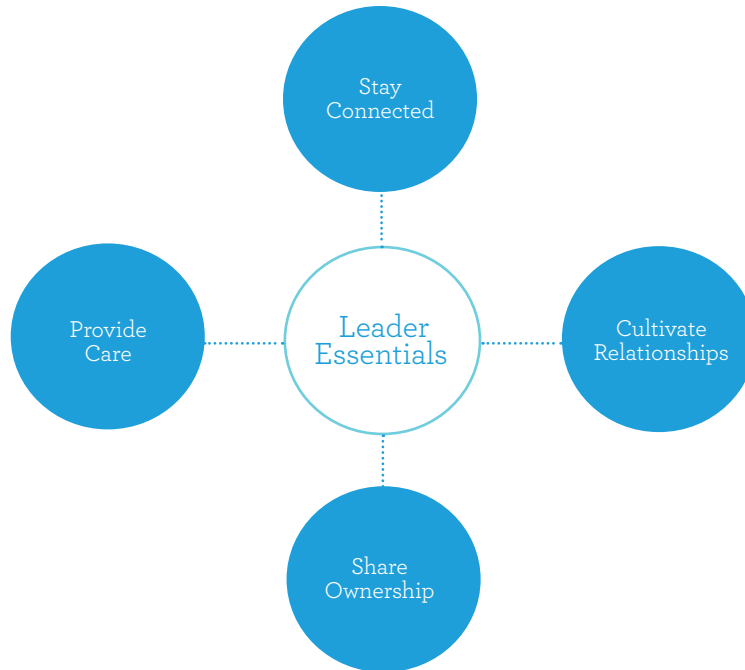 Stay
Connected
Provide
Care
Leader
Essentials
Cultivate
Relationships
Share
Ownership